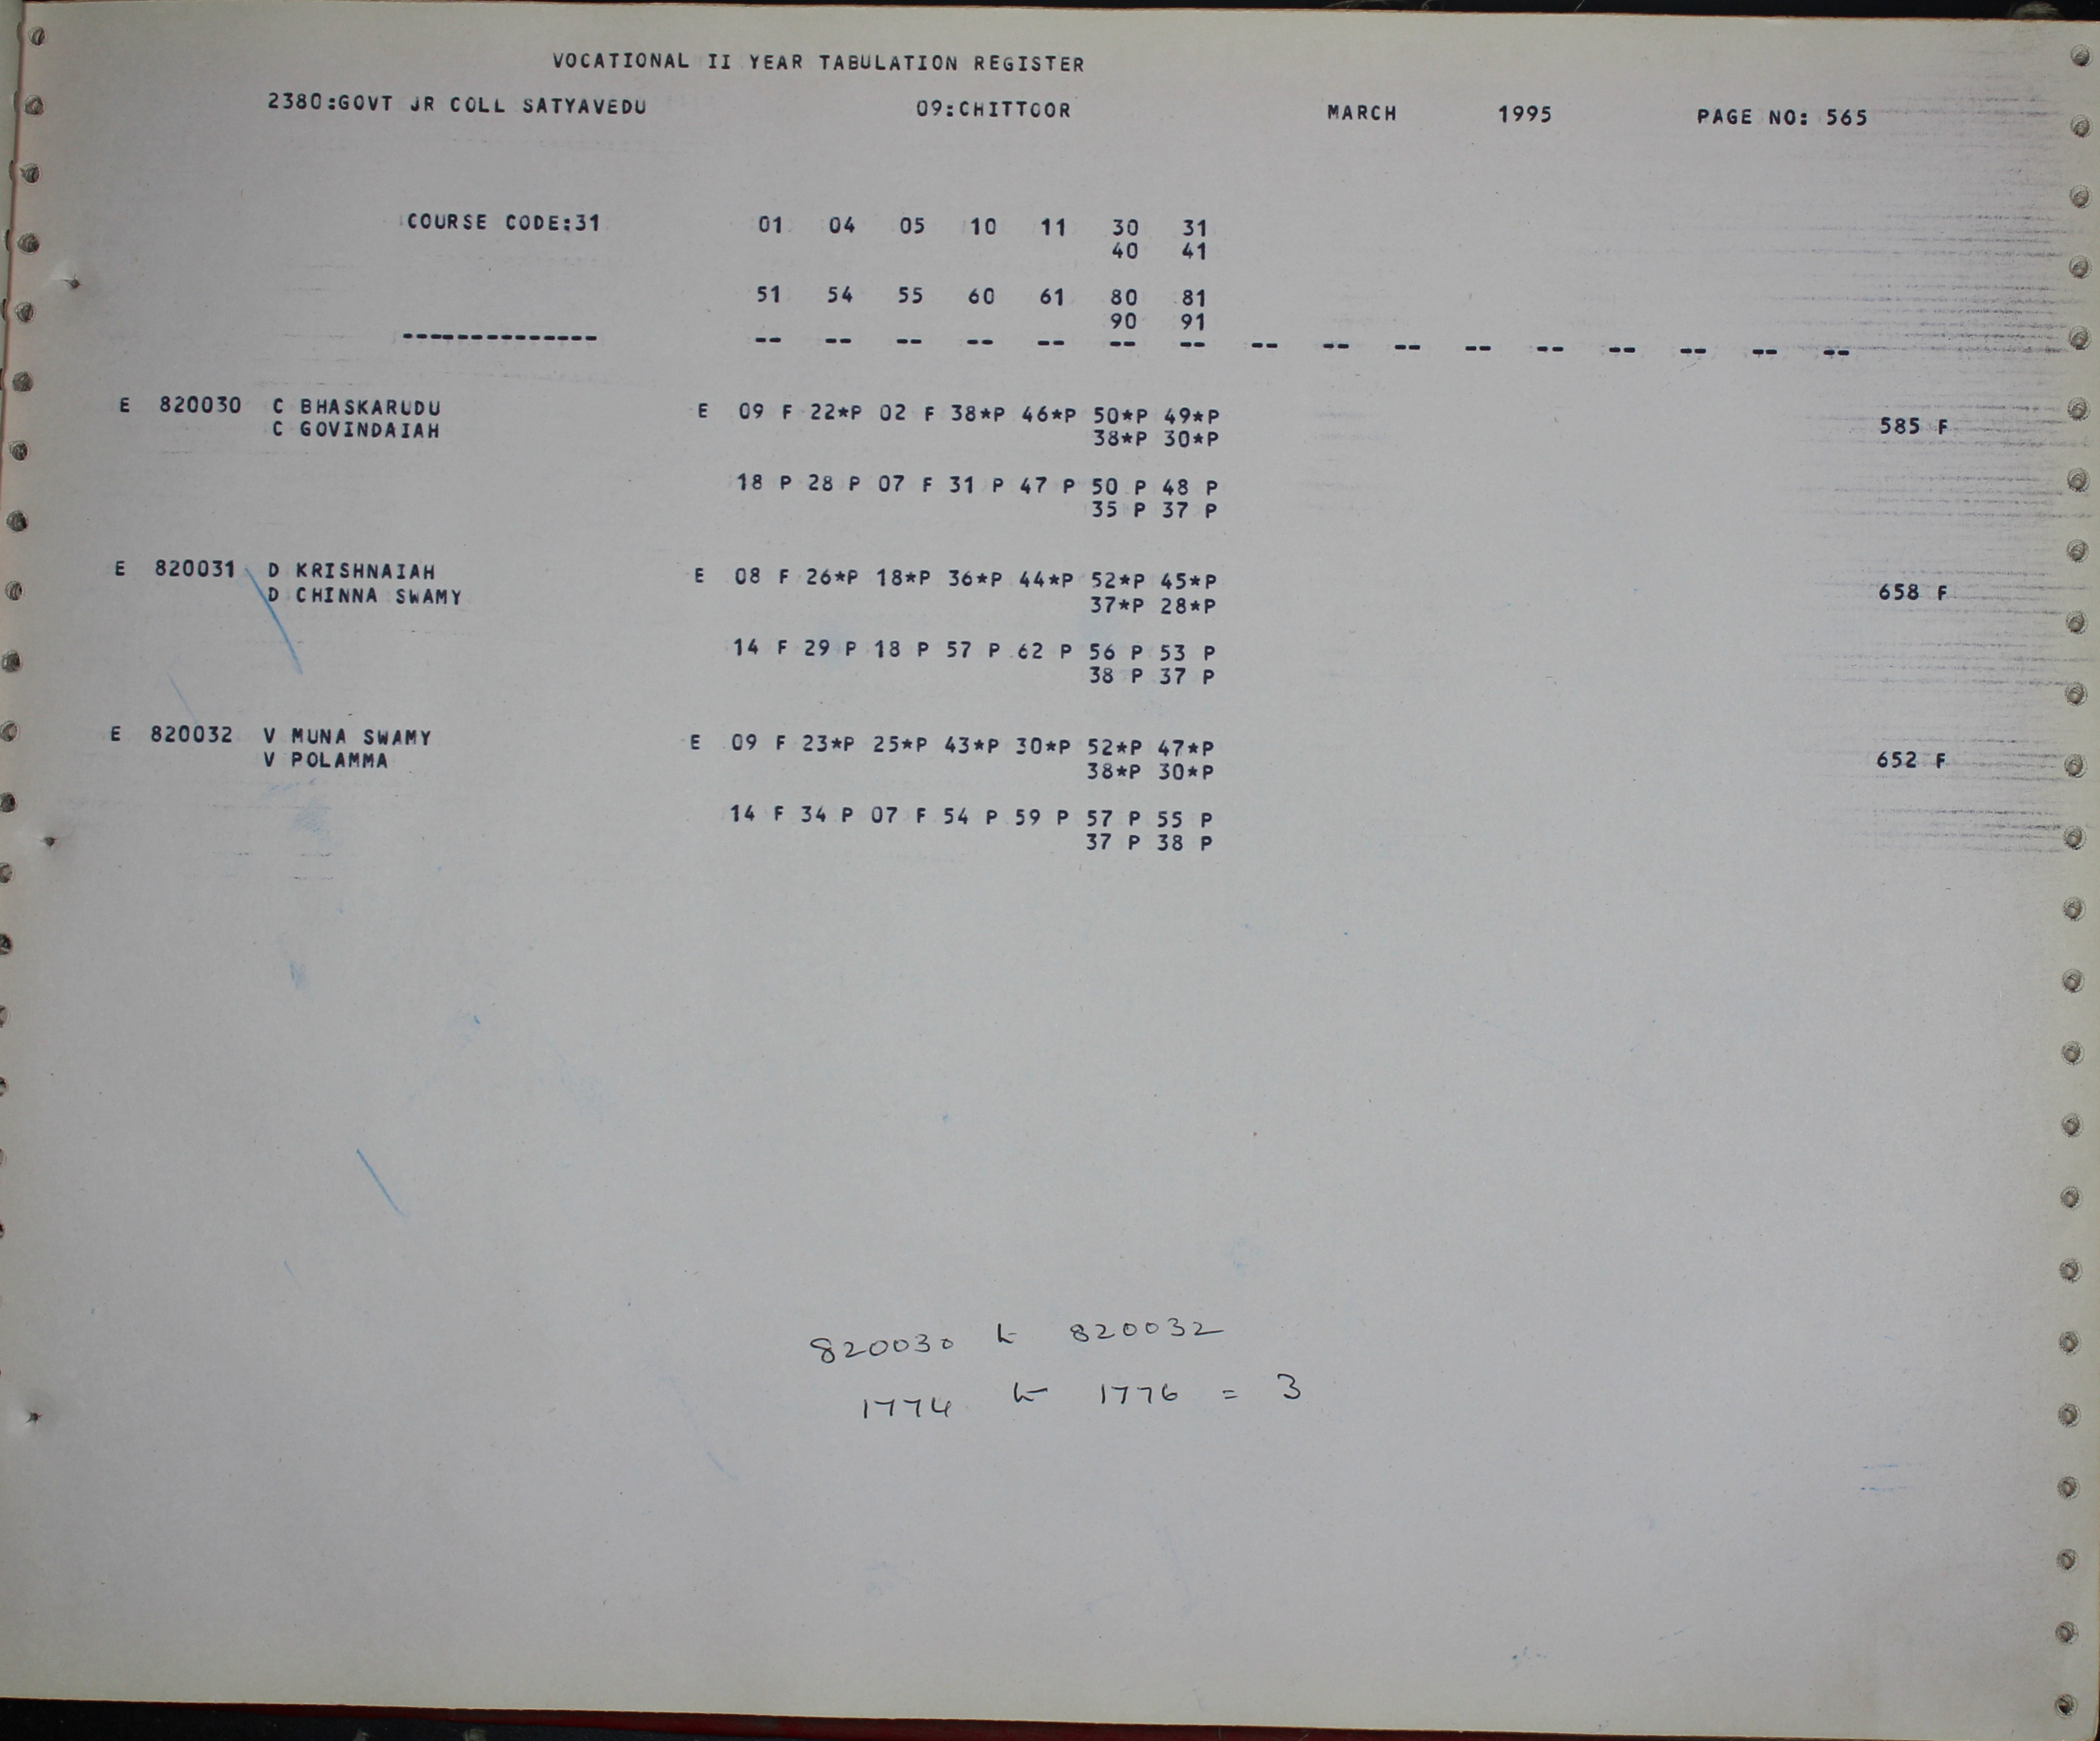 VOCATIONAL II YEAR TABULATION REGISTER
2380:GOVT JR COLL SATYAVEDU 09:CHITTOOR MARCH 1995 PAGE NO: 565
COURSE CODE:31 01 04 05 10 11 30 31
40 41
51 54 55 60 61 80 81
90 91
-------------- -- -- -- -- -- -- -- -- -- -- -- -- -- -- -- --
E 820030 C BHASKARUDU E 09 F 22*P 02 F 38*P 46*P 50*P 49*P 585 F
C GOVINDAIAH 38*P 30*P
18 P 28 P 07 F 31 P 47 P 50 P 48 P
35 P 37 P
E 820031 D KRISHNAIAH E 08 F 26*P 18*P 36*P 44*P 52*P 45*P 658 F
D CHINNA SWAMY 37*P 28*P
14 F 29 P 18 P 57 P 62 P 56 P 53 P
38 P 37 P
E 820032 V MUNA SWAMY E 09 F 23*P 25*P 43*P 30*P 52*P 47*P 652 F
V POLAMMA 38*P 30*P
14 F 34 P 07 F 54 P 59 P 57 P 55 P
37 P 38 P
820030 to 820032
1774 to 1776 = 3